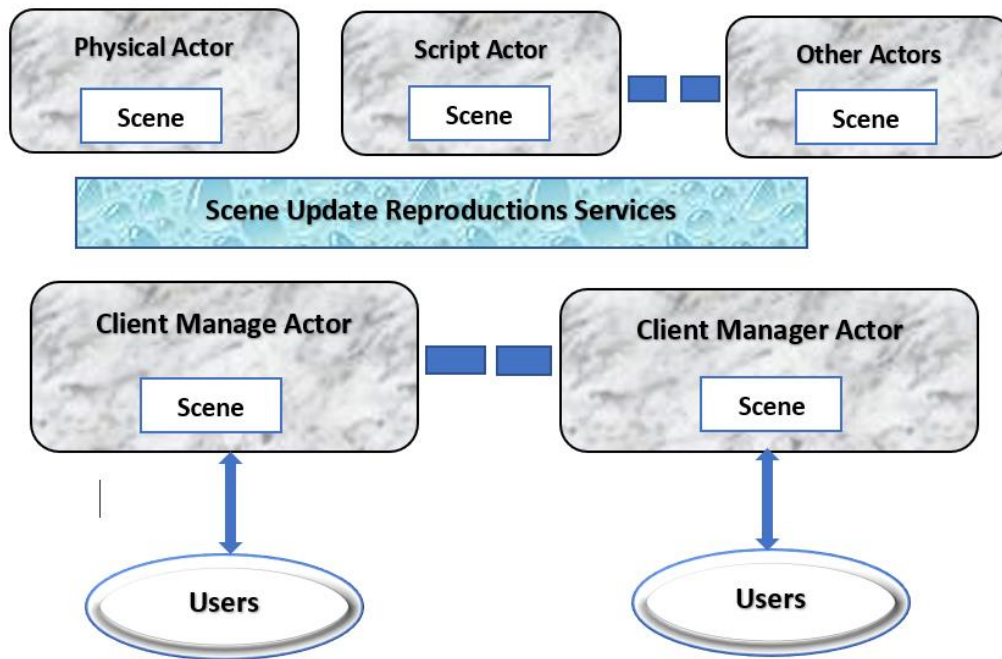 Physical Actor
Scene
Script Actor
Scene
Other Actors
Scene
Scene Update Reproductions Services
Client Manage Actor
Scene
Client Manager Actor
Scene
Users
Users